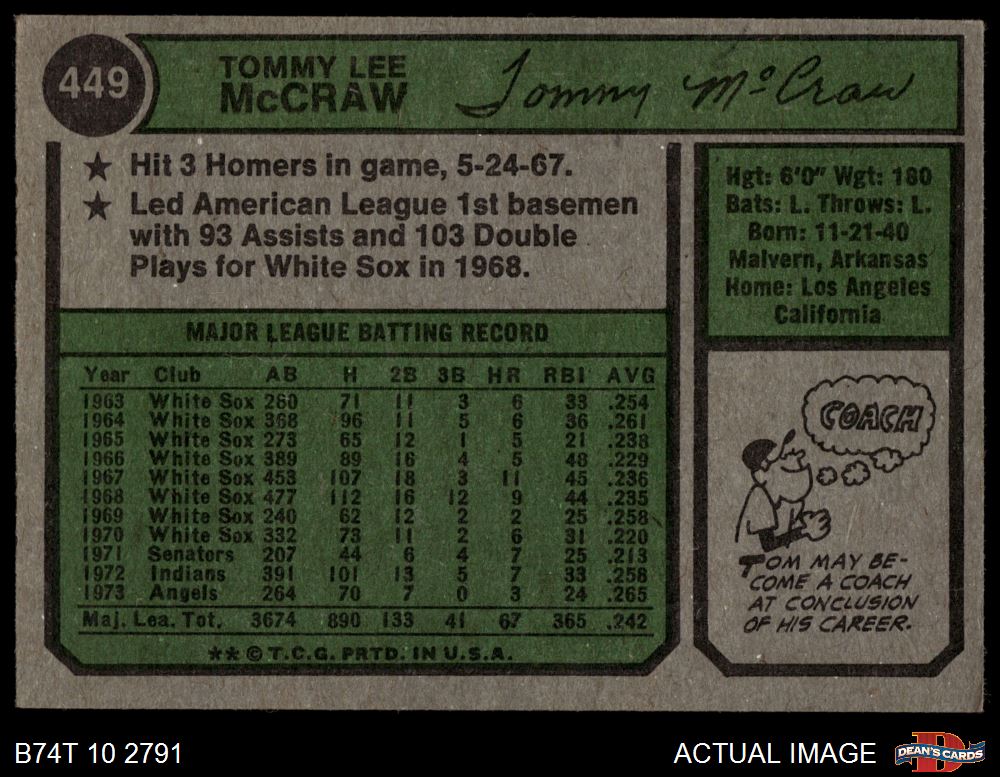 449
TOMMY LEE
McCRAW
Tommy McCraw
★ Hit 3 Homers in game, 5-24-67.
★ Led American League 1st basemen
with 93 Assists and 103 Double
Plays for White Sox in 1968.
Hgt: 6'0" Wgt: 180
Bats: L. Throws: L.
Born: 11-21-40
Malvern, Arkansas
Home: Los Angeles
California
MAJOR LEAGUE BATTING RECORD
Year Club AB H 2B 3B HR RBI AVG
1963 White Sox 280 71 11 3 6 33 .254
1964 White Sox 368 96 11 5 6 36 .261
1965 White Sox 273 65 12 1 5 21 .238
1966 White Sox 389 89 16 4 5 48 .229
1967 White Sox 453 107 18 3 11 45 .236
1968 White Sox 477 112 16 12 9 44 .235
1969 White Sox 240 62 12 2 2 25 .258
1970 White Sox 332 73 11 2 6 31 .220
1971 Senators 207 44 6 4 7 25 .213
1972 Indians 391 101 13 5 7 33 .258
1973 Angels 264 70 7 0 3 24 .265
Maj. Lea. Tot. 3674 890 133 41 67 365 .242
** © T.C.G. PRTD. IN U.S.A.
COACH
TOM MAY BE-
COME A COACH
AT CONCLUSION
OF HIS CAREER.
B74T 10 2791
ACTUAL IMAGE
D
DEAN'S CARDS